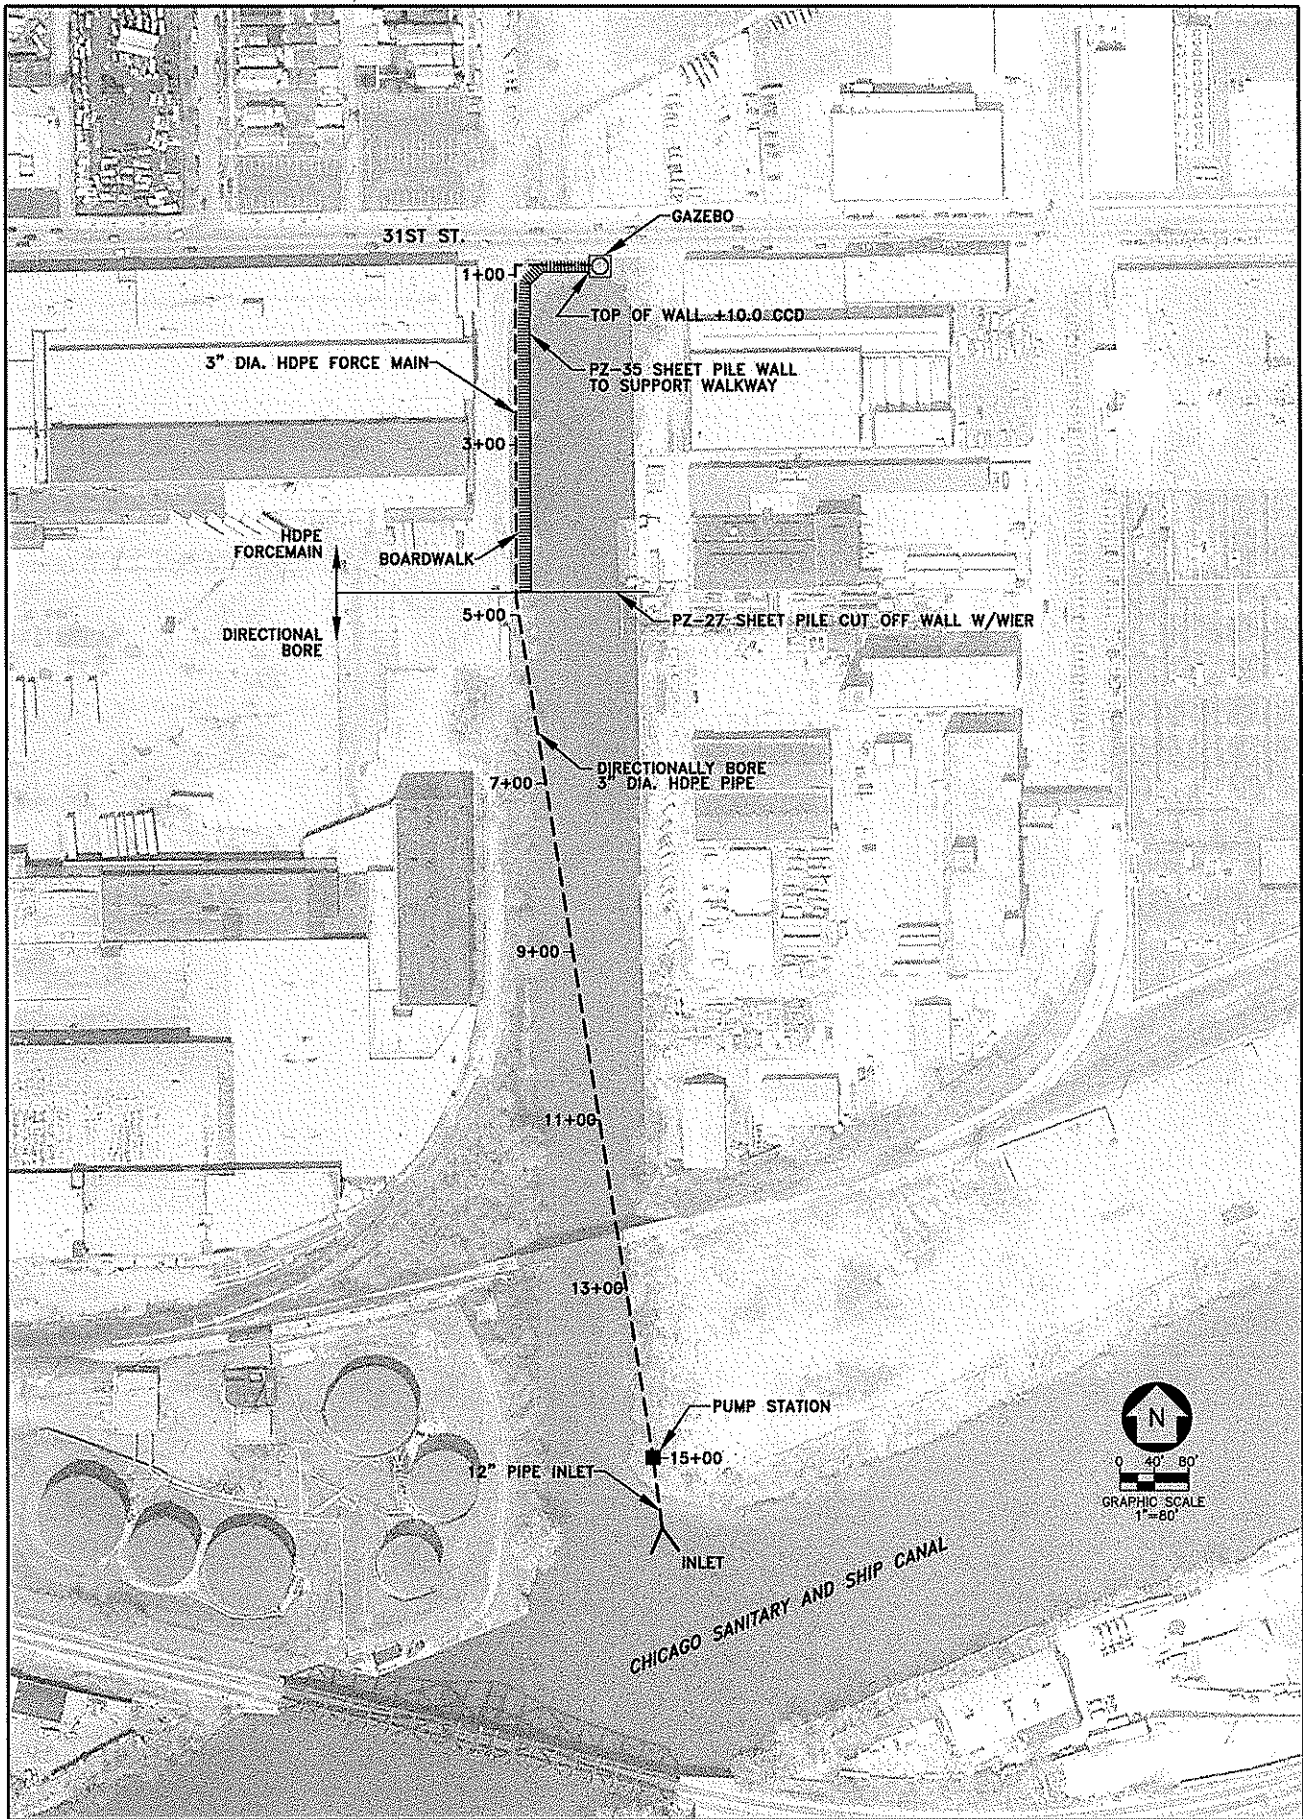 GAZEBO
31ST ST.
1+00
TOP OF WALL +10.0 CCD
3" DIA. HDPE FORCE MAIN
PZ-35 SHEET PILE WALL
TO SUPPORT WALKWAY
3+00
HDPE
FORCEMAIN
BOARDWALK
5+00
PZ-27 SHEET PILE CUT OFF WALL W/WIER
DIRECTIONAL
BORE
DIRECTIONALLY BORE
3" DIA. HDPE PIPE
7+00
9+00
11+00
13+00
PUMP STATION
15+00
12" PIPE INLET
INLET
CHICAGO SANITARY AND SHIP CANAL
N
0 40' 80'
GRAPHIC SCALE
1"=80'